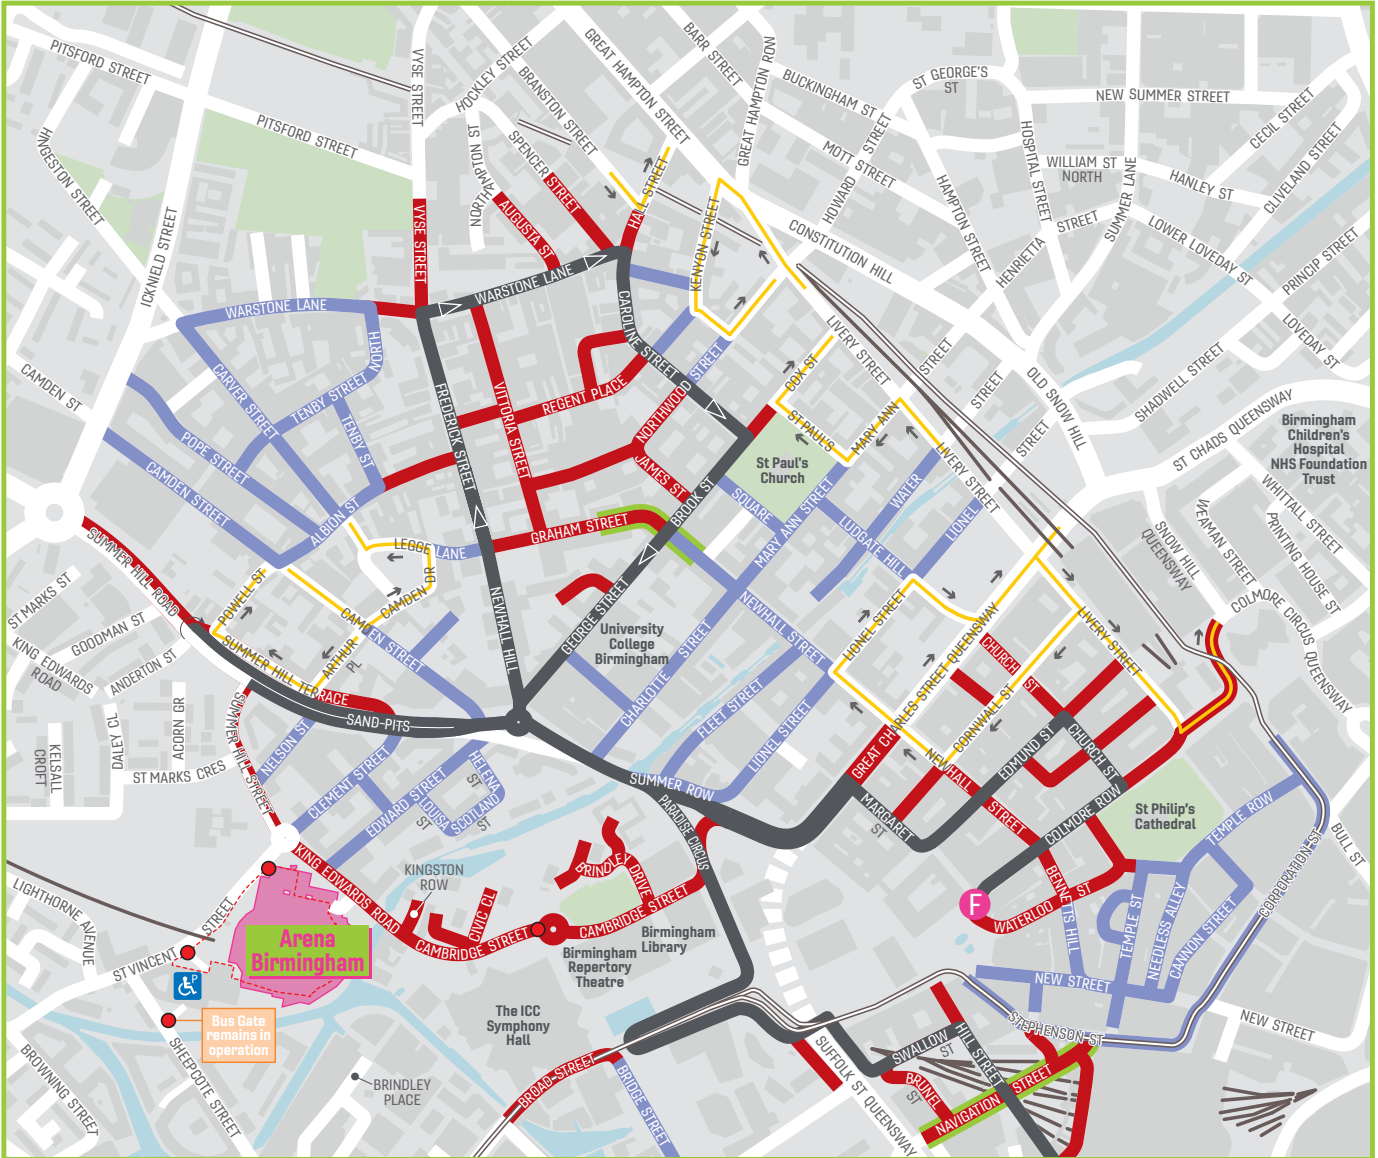 PITSFORD STREET
VYSE STREET
HOCKLEY STREET
GREAT HAMPTON STREET
BARR STREET
GREAT HAMPTON ROW
BUCKINGHAM ST
ST GEORGE'S
ST
NEW SUMMER STREET
CECIL STREET
CLIVELAND STREET
BRANSTON STREET
PITSFORD STREET
NORTHAMPTON ST
SPENCER STREET
MOTT STREET
HOWARD STREET
HOSPITAL STREET
WILLIAM ST
NORTH
SUMMER LANE
HANLEY ST
HAMPTON STREET
HENRIETTA STREET
LOWER LOVEDAY ST
PRINCIP STREET
ICKNIELD STREET
VYSE STREET
AUGUSTA ST
HALL STREET
KENYON STREET
CONSTITUTION HILL
WARSTONE LANE
WARSTONE LANE
CAROLINE STREET
LIVERY STREET
STREET
STREET
STREET
OLD SNOW HILL
LOVEDAY ST
SHADWELL STREET
ST CHADS QUEENSWAY
Birmingham
Children's
Hospital
NHS Foundation
Trust
CAMDEN ST
CARVER STREET
NORTH
TENBY STREET
TENBY ST
FREDERICK STREET
VITTORIA STREET
REGENT PLACE
NORTHWOOD STREET
COX ST
ST PAUL'S
MARY ANN
LIVERY STREET
POPE STREET
CAMDEN STREET
ALBION ST
JAMES ST
BROOK ST
St Paul's
Church
SQUARE
MARY ANN STREET
LUDGATE HILL
WATER
LIONEL
WHITTALL STREET
WEAMAN STREET
PRINTING HOUSE ST
SNOW HILL
QUEENSWAY
COLMORE CIRCUS QUEENSWAY
SUMMER HILL ROAD
LEGGE LANE
CAMDEN DR
GRAHAM STREET
POWELL ST
CAMDEN STREET
ARTHUR
PL
SUMMER HILL TERRACE
NEWHALL HILL
GEORGE STREET
University
College
Birmingham
NEWHALL STREET
CHARLOTTE STREET
FLEET STREET
LIONEL STREET
LIONEL STREET
GREAT CHARLES STREET QUEENSWAY
CHURCH ST
CORNWALL ST
LIVERY STREET
ST MARKS ST
GOODMAN ST
KING EDWARDS
ROAD
ANDERTON ST
DALEY CL
ACORN GR
KELSALL
CROFT
ST MARKS CRES
SUMMER HILL STREET
SAND-PITS
NELSON ST
CLEMENT STREET
EDWARD STREET
HELENA
ST
LOUISA
ST
SCOTLAND
ST
SUMMER ROW
PARADISE CIRCUS
NEWHALL STREET
MARGARET
ST
EDMUND ST
CHURCH ST
COLMORE ROW
St Philip's
Cathedral
TEMPLE ROW
BULL ST
CORPORATION ST
KING EDWARDS ROAD
KINGSTON
ROW
BRINDLEY DRIVE
CIVIC CL
CAMBRIDGE STREET
CAMBRIDGE STREET
Birmingham
Library
Birmingham
Repertory
Theatre
F
WATERLOO ST
BENNETTS HILL
TEMPLE ST
NEEDLESS ALLEY
CANNON STREET
LIGHTHORNE AVENUE
ST VINCENT STREET
Arena
Birmingham
P
Bus Gate
remains in
operation
The ICC
Symphony
Hall
NEW STREET
NEW STREET
STEPHENSON ST
SWALLOW
ST
HILL STREET
BRUNEL
ST
NAVIGATION STREET
SUFFOLK ST QUEENSWAY
BROAD STREET
BRIDGE STREET
BRINDLEY
PLACE
SHEEPCOTE STREET
BROWNING STREET